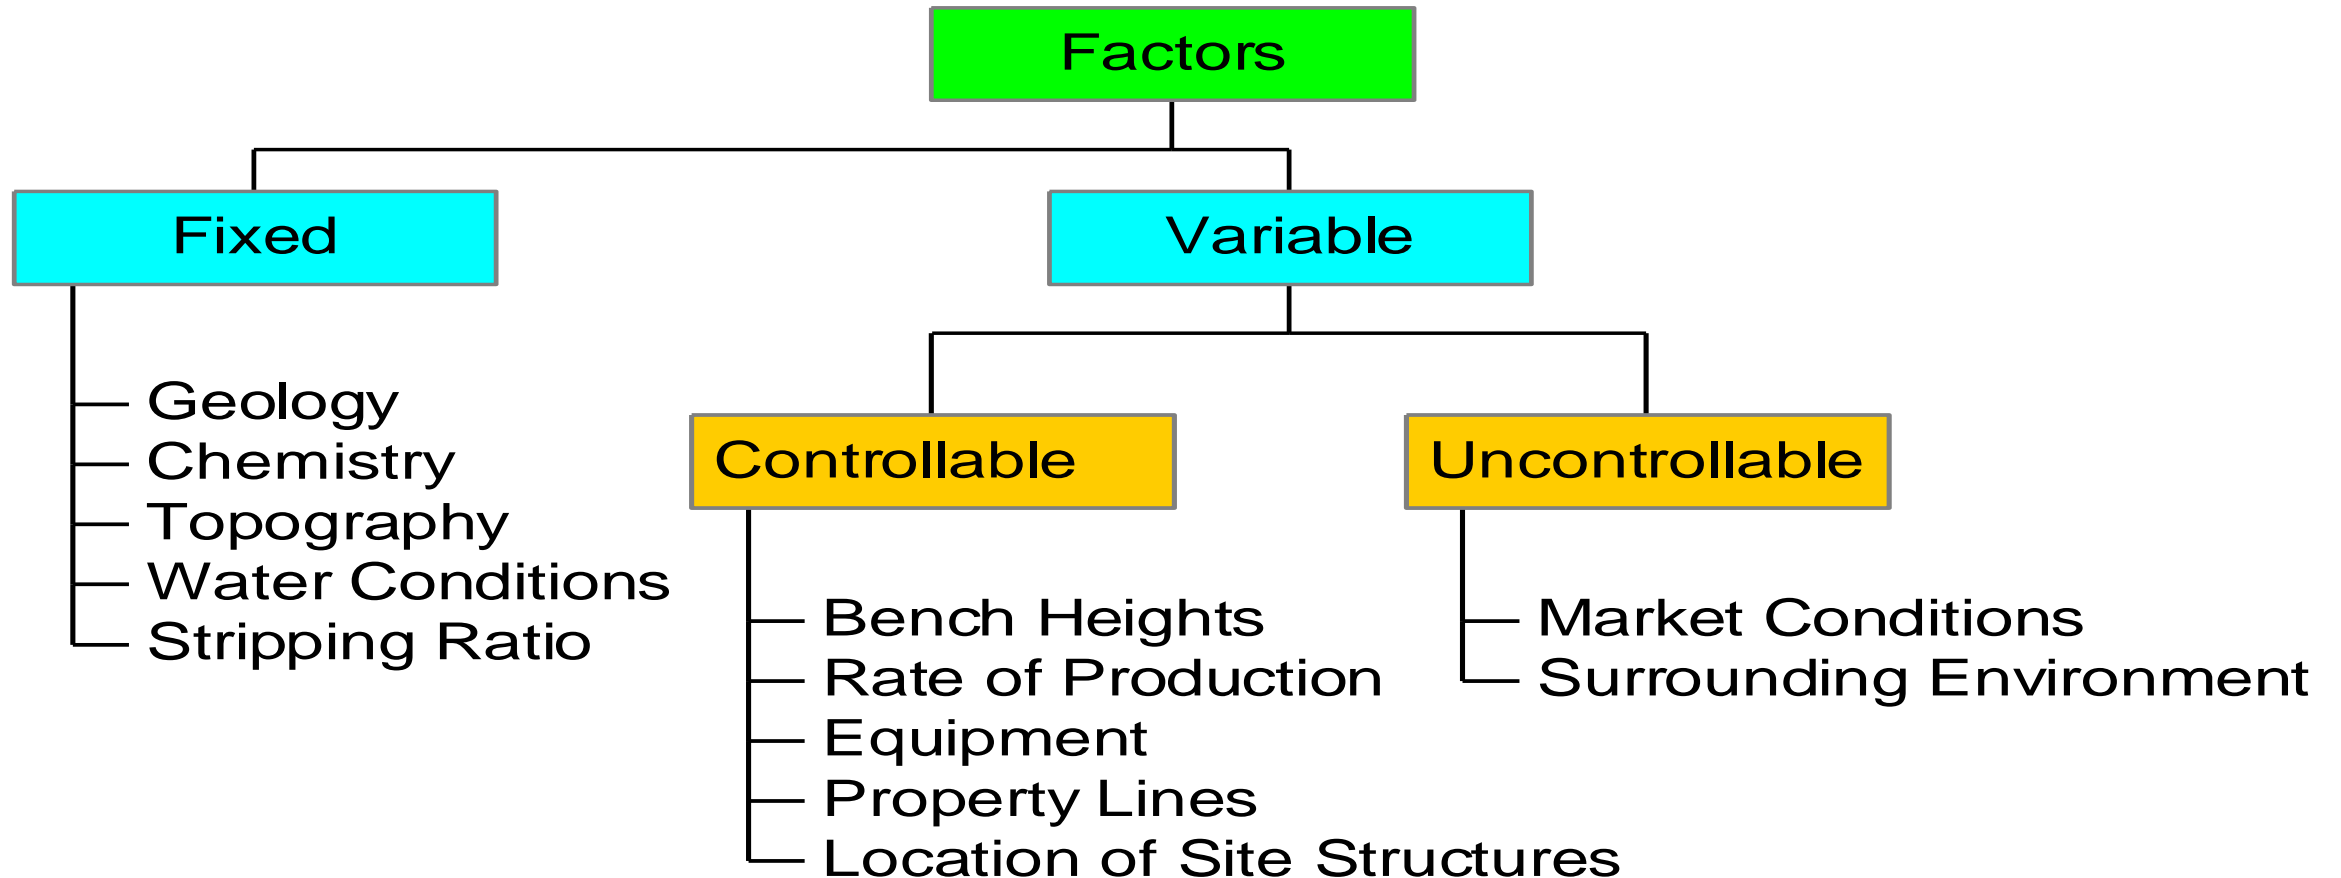 Factors
Fixed
Variable
Geology
Chemistry
Topography
Water Conditions
Stripping Ratio
Controllable
Uncontrollable
Bench Heights
Rate of Production
Equipment
Property Lines
Location of Site Structures
Market Conditions
Surrounding Environment